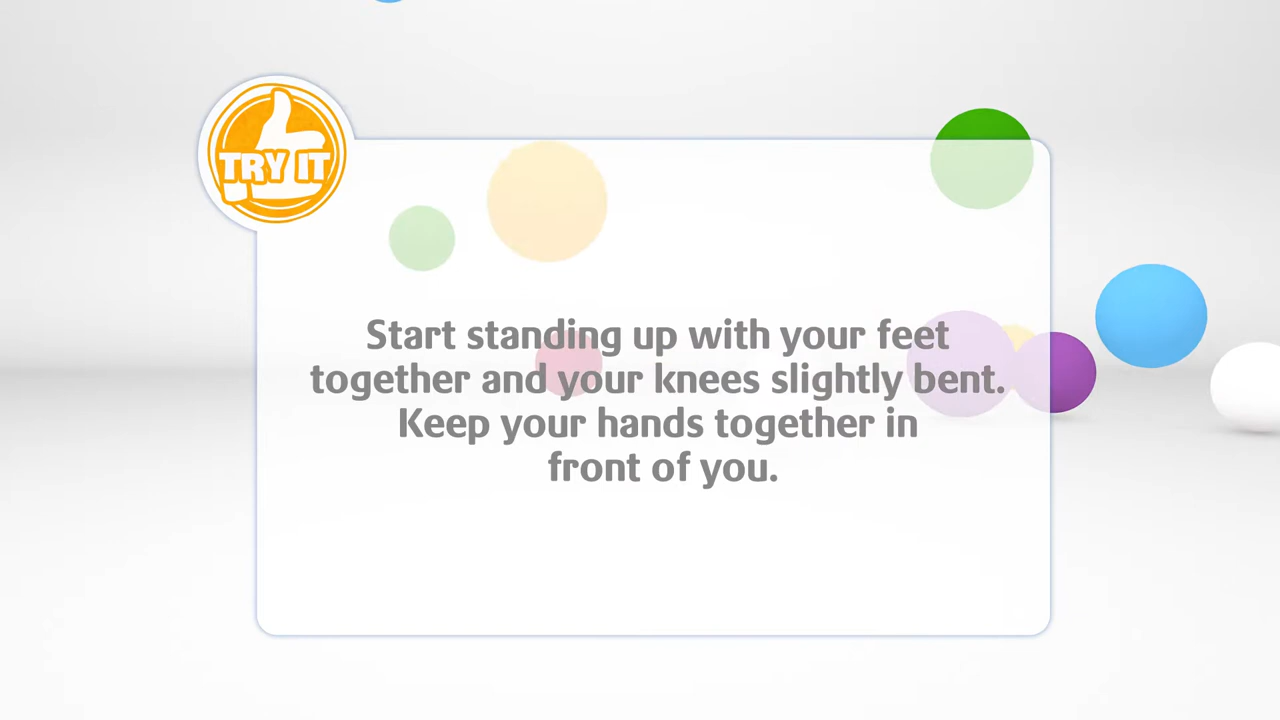 TRY IT
Start standing up with your feet
together and your knees slightly bent.
Keep your hands together in
front of you.